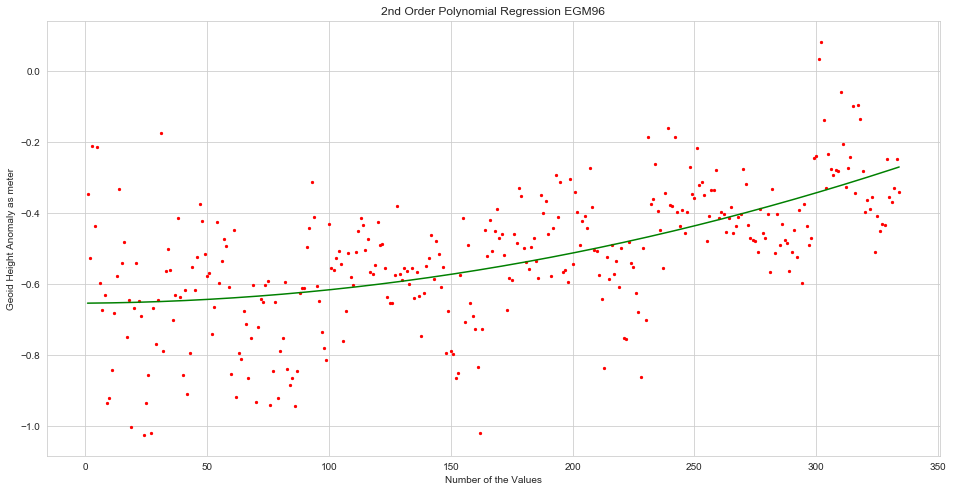 2nd Order Polynomial Regression EGM96
Geoid Height Anomaly as meter
0.0
−0.2
−0.4
−0.6
−0.8
−1.0
0 50 100 150 200 250 300 350
Number of the Values